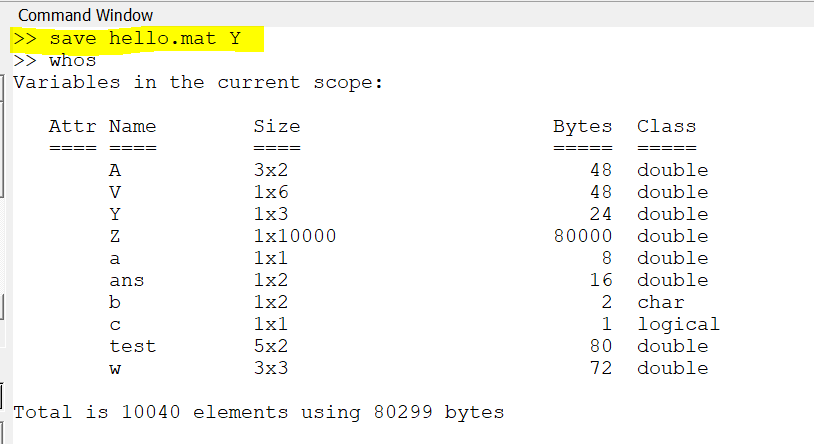 Command Window
>> save hello.mat Y
>> whos
Variables in the current scope:
Attr Name Size Bytes Class
==== ==== ==== ===== =====
A 3x2 48 double
V 1x6 48 double
Y 1x3 24 double
Z 1x10000 80000 double
a 1x1 8 double
ans 1x2 16 double
b 1x2 2 char
c 1x1 1 logical
test 5x2 80 double
w 3x3 72 double
Total is 10040 elements using 80299 bytes